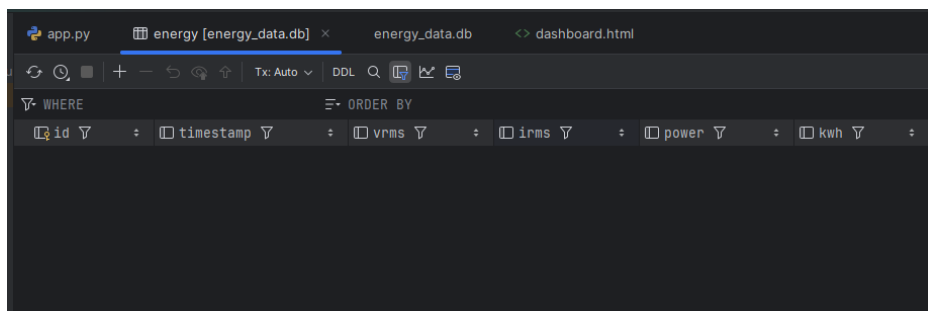 app.py energy [energy_data.db] energy_data.db <> dashboard.html
Tx: Auto DDL
WHERE ORDER BY
id timestamp vrms irms power kwh